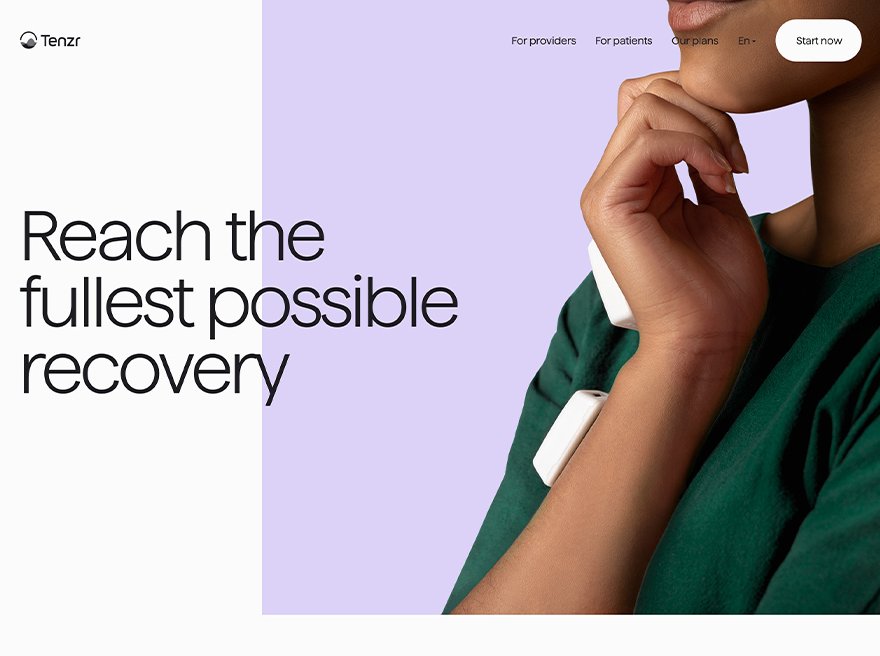 Tenzr
For providers
For patients
Our plans
En
Start now
Reach the
fullest possible
recovery